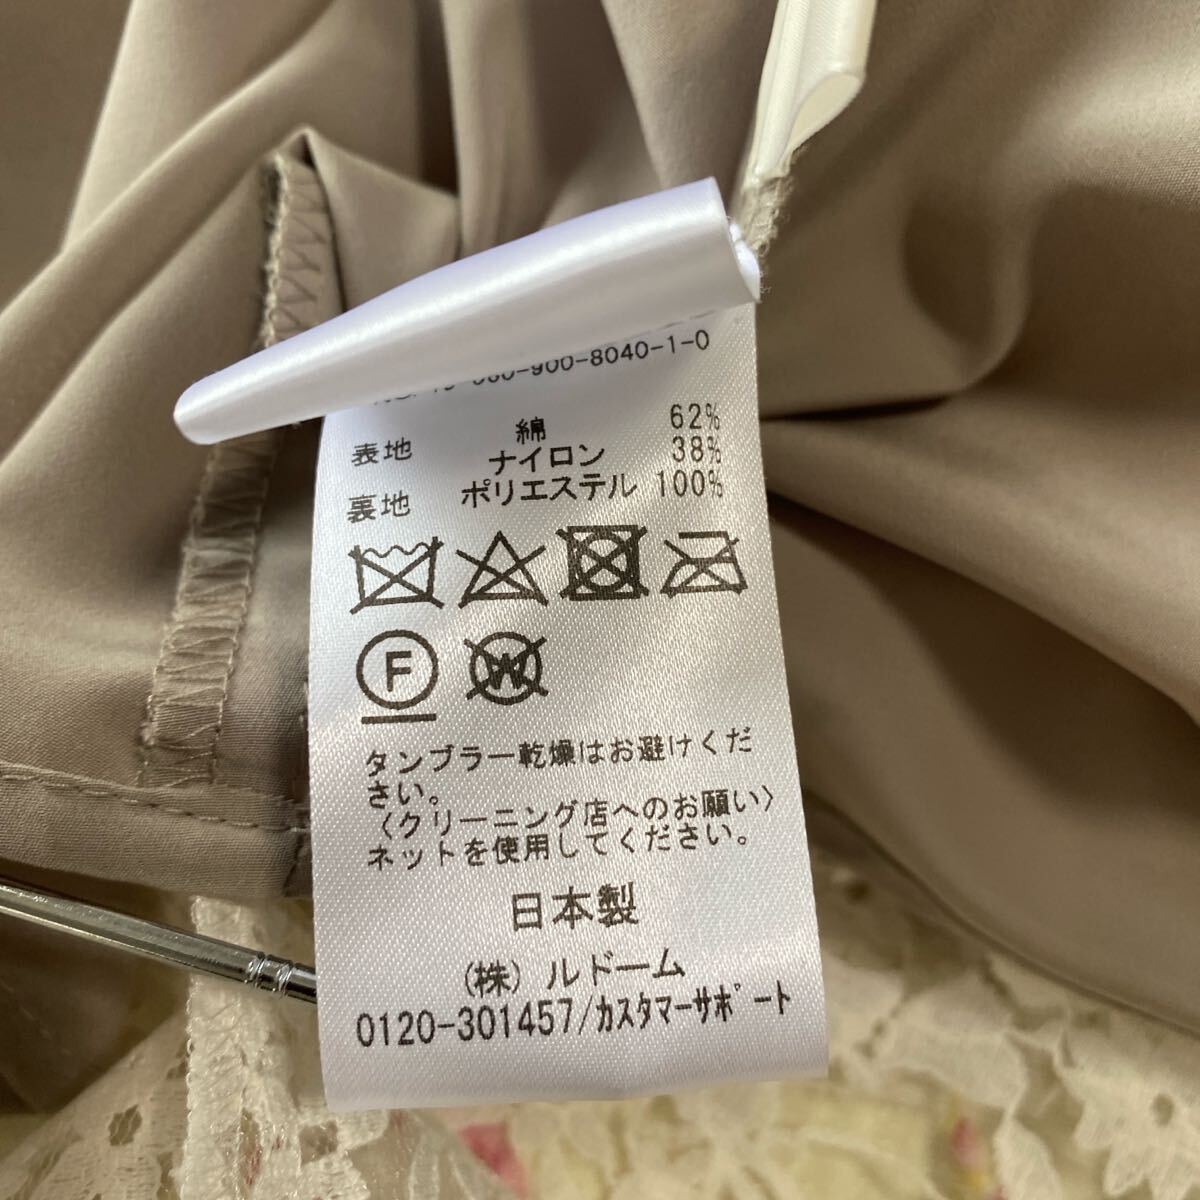 -900-8040-1-0
表地 綿 62%
ナイロン 38%
裏地 ポリエステル 100%
F W
タンブラー乾燥はお避けくだ
さい。
〈クリーニング店へのお願い〉
ネットを使用してください。
日本製
(株) ルドーム
0120-301457/カスタマーサポート